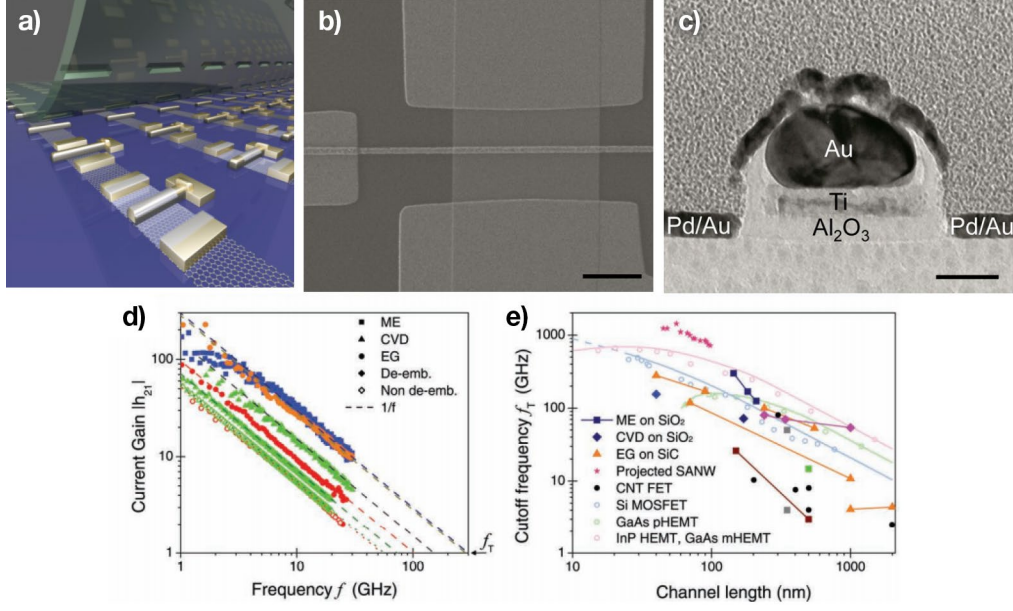 a)
b)
c)
Au
Ti
Pd/Au
Al₂O₃
Pd/Au
d)
Current Gain |h₂₁|
100
10
1
1
10
100
Frequency f (GHz)
ME
CVD
EG
De-emb.
Non de-emb.
1/f
f_T
e)
Cutoff frequency f_T (GHz)
1000
100
10
1
10
100
1000
Channel length (nm)
ME on SiO₂
CVD on SiO₂
EG on SiC
Projected SANW
CNT FET
Si MOSFET
GaAs pHEMT
InP HEMT, GaAs mHEMT